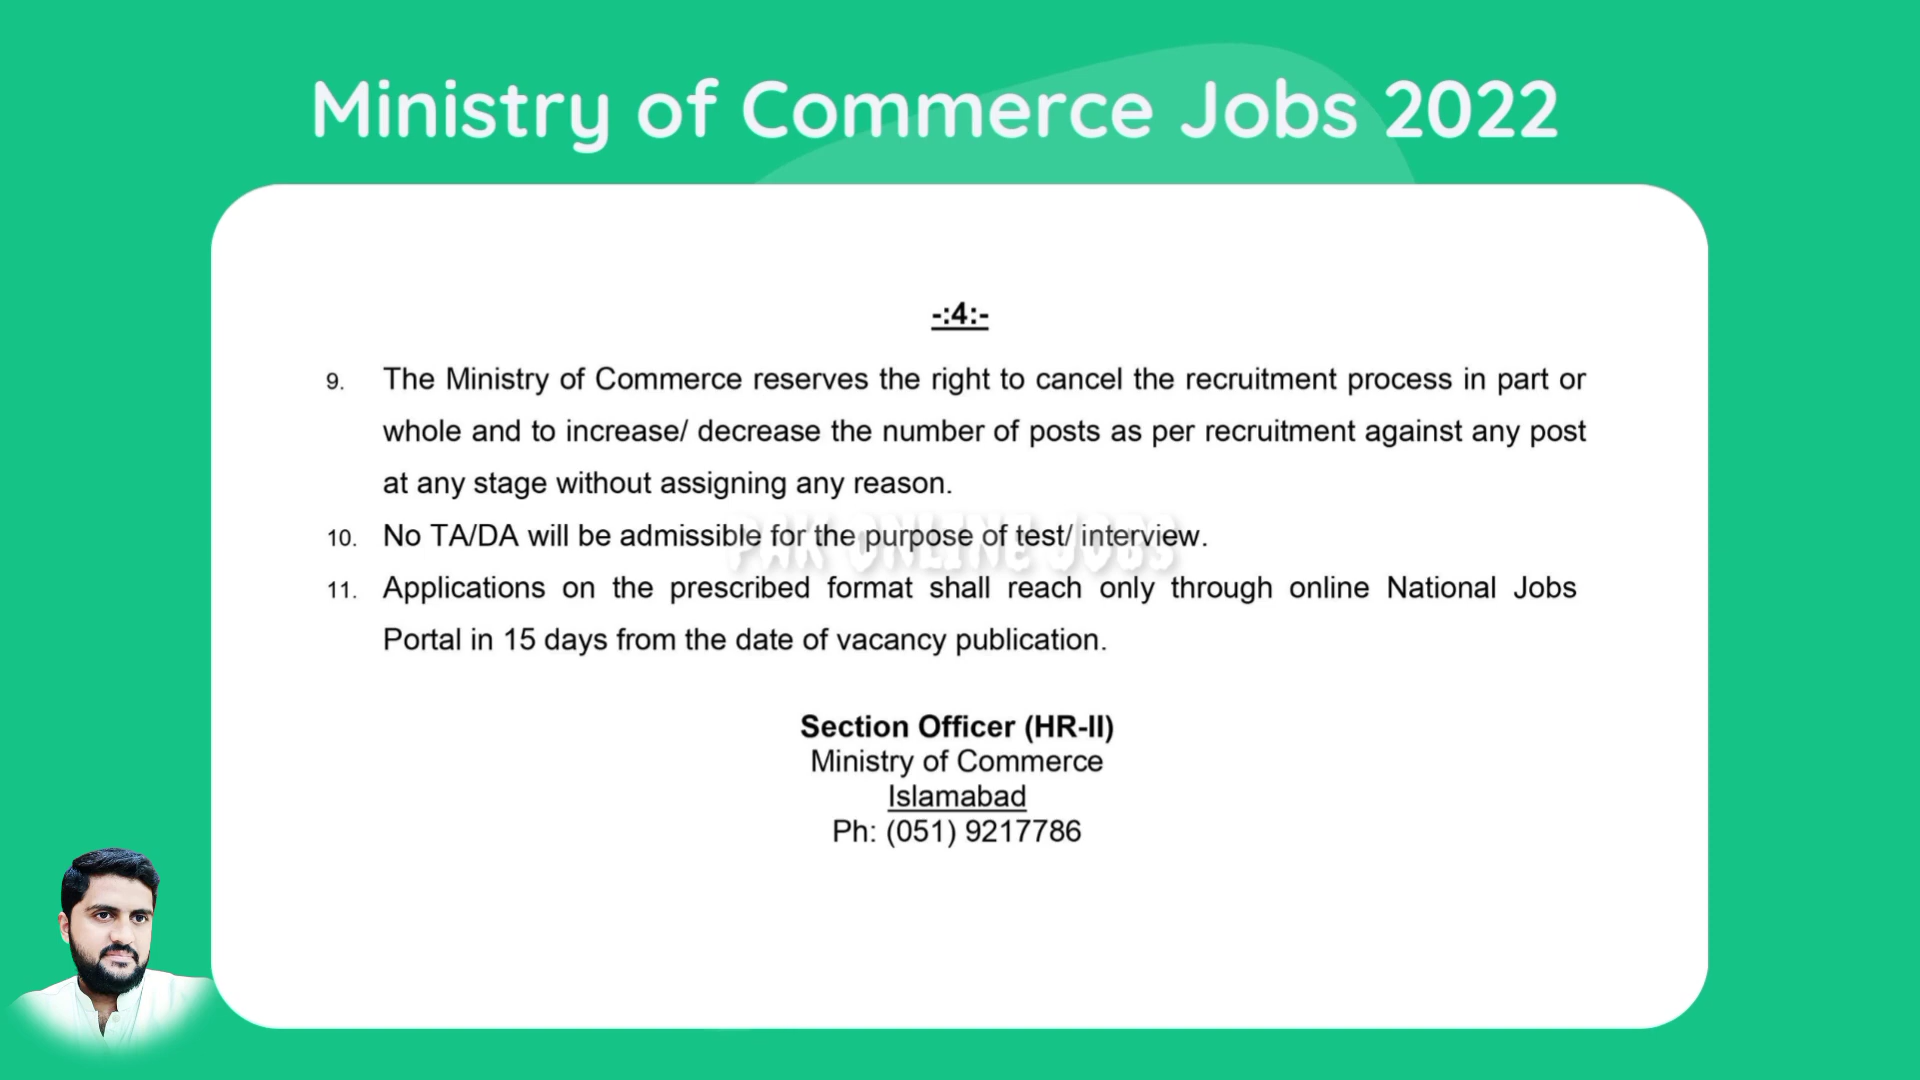 Ministry of Commerce Jobs 2022
-:4:-
9. The Ministry of Commerce reserves the right to cancel the recruitment process in part or
whole and to increase/ decrease the number of posts as per recruitment against any post
at any stage without assigning any reason.
10. No TA/DA will be admissible for the purpose of test/ interview.
PAK ONLINE JOBS
11. Applications on the prescribed format shall reach only through online National Jobs
Portal in 15 days from the date of vacancy publication.
Section Officer (HR-II)
Ministry of Commerce
Islamabad
Ph: (051) 9217786